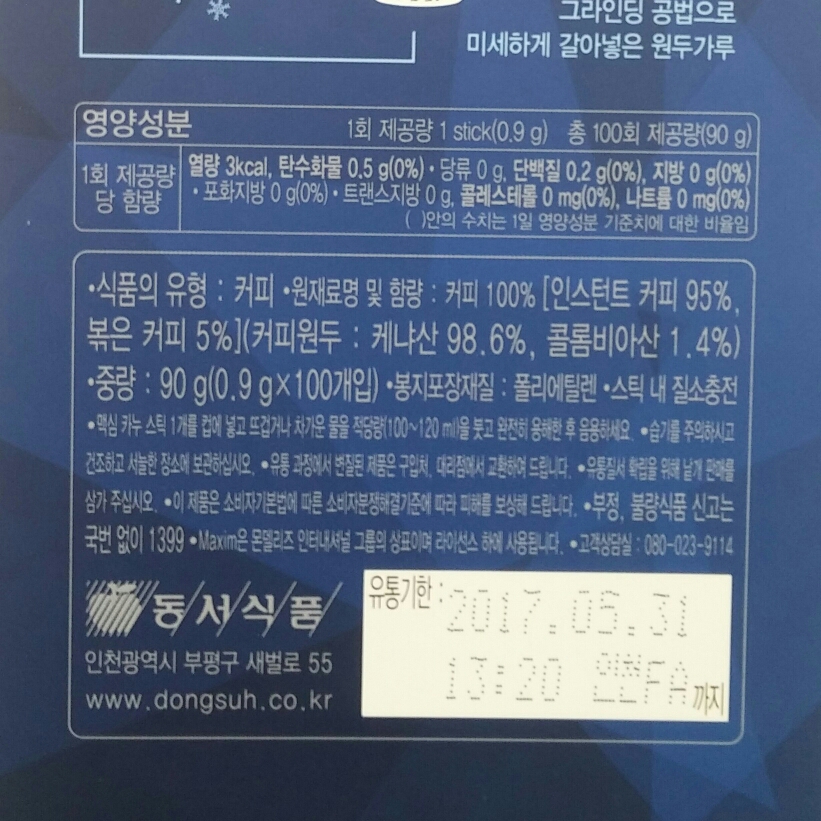 그라인딩 공법으로
미세하게 갈아넣은 원두가루
영양성분 1회 제공량 1 stick(0.9 g) 총 100회 제공량(90 g)
1회 제공량 당 함량
열량 3kcal, 탄수화물 0.5 g(0%)·당류 0 g, 단백질 0.2 g(0%), 지방 0 g(0%)
·포화지방 0 g(0%)·트랜스지방 0 g, 콜레스테롤 0 mg(0%), 나트륨 0 mg(0%)
( )안의 수치는 1일 영양성분 기준치에 대한 비율임
•식품의 유형 : 커피 •원재료명 및 함량 : 커피 100% [인스턴트 커피 95%,
볶은 커피 5%](커피원두 : 케냐산 98.6%, 콜롬비아산 1.4%)
•중량 : 90 g(0.9 g×100개입) •봉지포장재질 : 폴리에틸렌 •스틱 내 질소충전
•맥심 카누 스틱 1개를 컵에 넣고 뜨겁거나 차가운 물을 적당량(100~120 ml)을 붓고 완전히 용해한 후 음용하세요. •습기를 주의하시고
건조하고 서늘한 장소에 보관하십시오. •유통 과정에서 변질된 제품은 구입처, 대리점에서 교환하여 드립니다. •유통질서 확립을 위해 낱개 판매를
삼가 주십시오. •이 제품은 소비자기본법에 따른 소비자분쟁해결기준에 따라 피해를 보상해 드립니다. •부정, 불량식품 신고는
국번 없이 1399 •Maxim은 몬델리즈 인터내셔널 그룹의 상표이며 라이선스 하에 사용됩니다. •고객상담실 : 080-023-9114
동서식품
인천광역시 부평구 새벌로 55
www.dongsuh.co.kr
유통기한 : 2017.05.31
13:20 FA 까지